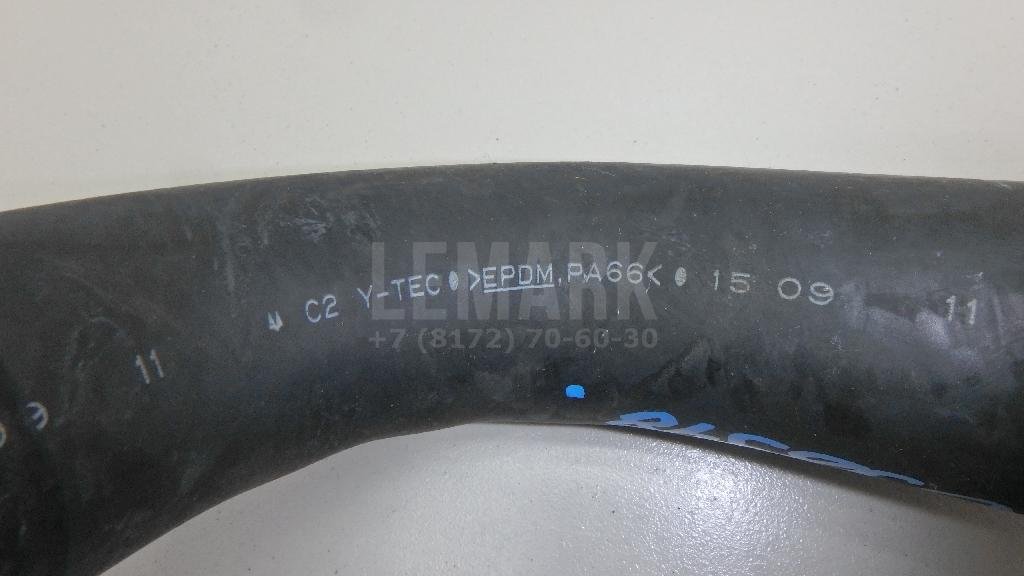 LEMARK
C2 Y-TEC >EPDM,PA66< 15 09 11
+7 (8172) 70-60-30
11